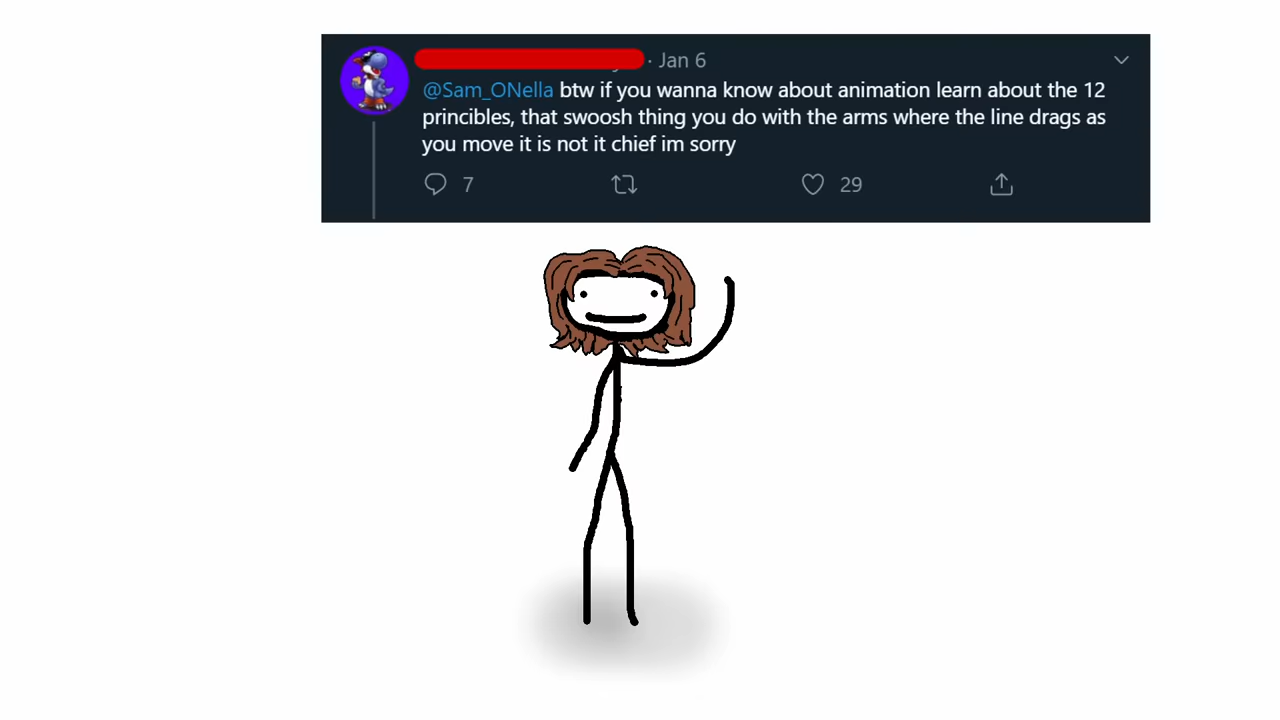 · Jan 6
@Sam_ONella btw if you wanna know about animation learn about the 12
princibles, that swoosh thing you do with the arms where the line drags as
you move it is not it chief im sorry
7 29